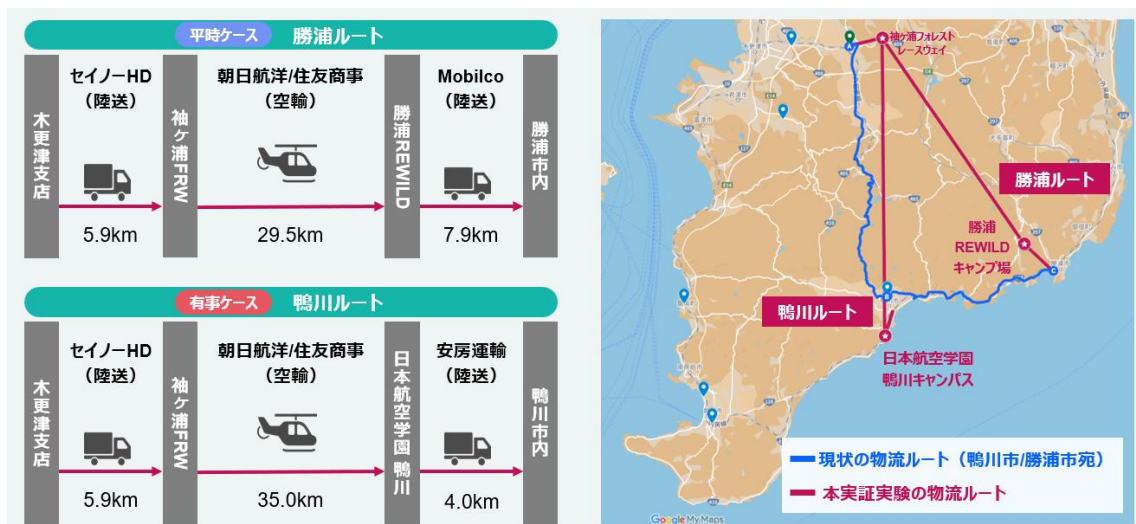 平時ケース 勝浦ルート
木更津支店
セイノーHD
（陸送）
5.9km
袖ヶ浦FRW
朝日航洋/住友商事
（空輸）
29.5km
勝浦REWILD
Mobilco
（陸送）
7.9km
勝浦市内
有事ケース 鴨川ルート
木更津支店
セイノーHD
（陸送）
5.9km
袖ヶ浦FRW
朝日航洋/住友商事
（空輸）
35.0km
日本航空学園 鴨川
安房運輸
（陸送）
4.0km
鴨川市内
A
袖ヶ浦フォレスト
レースウェイ
勝浦ルート
勝浦
REWILD
キャンプ場
C
鴨川ルート
日本航空学園
鴨川キャンパス
現状の物流ルート（鴨川市/勝浦市宛）
本実証実験の物流ルート
Google My Maps